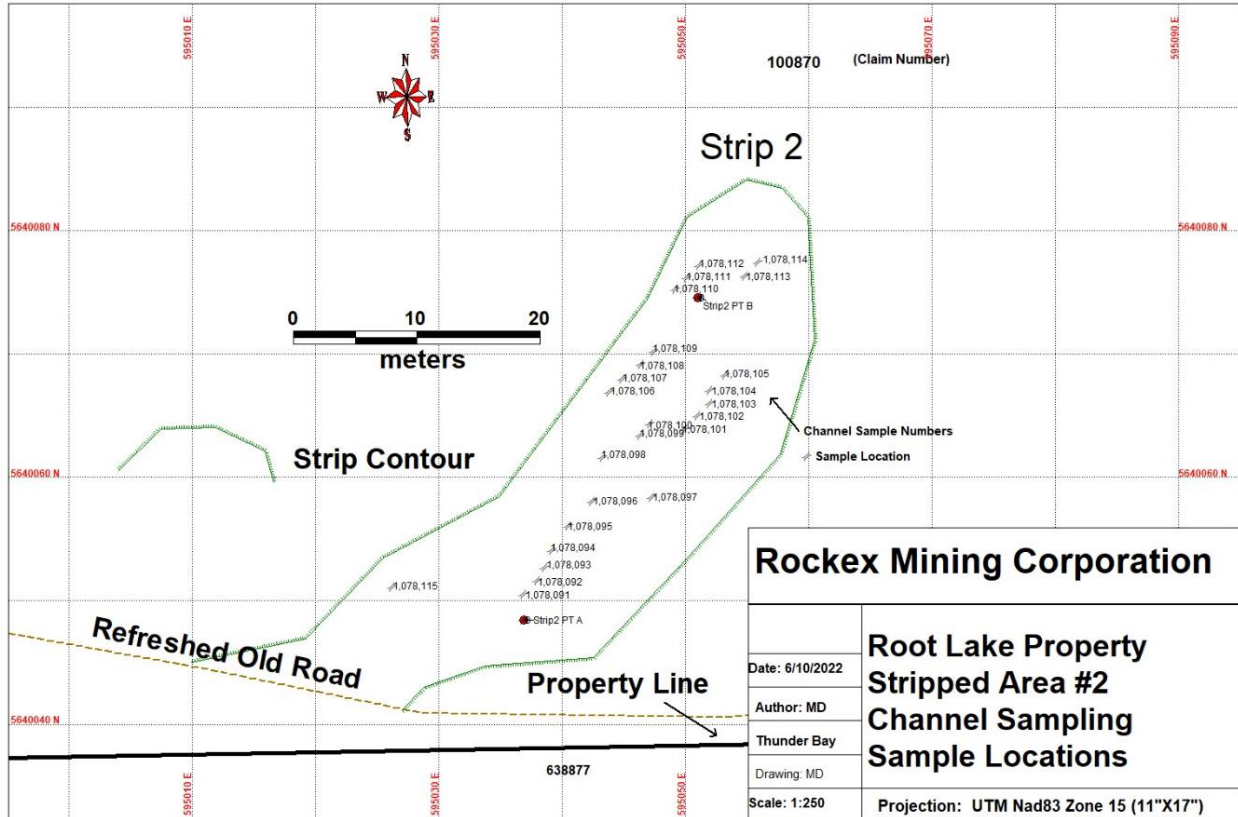 595010 E
595030 E
595050 E
595070 E
595090 E
100870 (Claim Number)
N
W E
S
Strip 2
5640080 N
5640080 N
1,078,112
1,078,114
1,078,111
1,078,113
1,078,110
Strip2 PT B
0 10 20
meters
1,078,109
1,078,108
1,078,107
1,078,105
1,078,106
1,078,104
1,078,103
1,078,102
1,078,100
1,078,101
1,078,099
Channel Sample Numbers
1,078,098
Strip Contour
Sample Location
5640060 N
5640060 N
1,078,097
1,078,096
1,078,095
1,078,094
1,078,093
1,078,092
1,078,115
1,078,091
Strip2 PT A
Refreshed Old Road
Property Line
5640040 N
638877
595010 E
595030 E
595050 E
Rockex Mining Corporation
Date: 6/10/2022
Author: MD
Thunder Bay
Drawing: MD
Scale: 1:250
Root Lake Property
Stripped Area #2
Channel Sampling
Sample Locations
Projection: UTM Nad83 Zone 15 (11"X17")